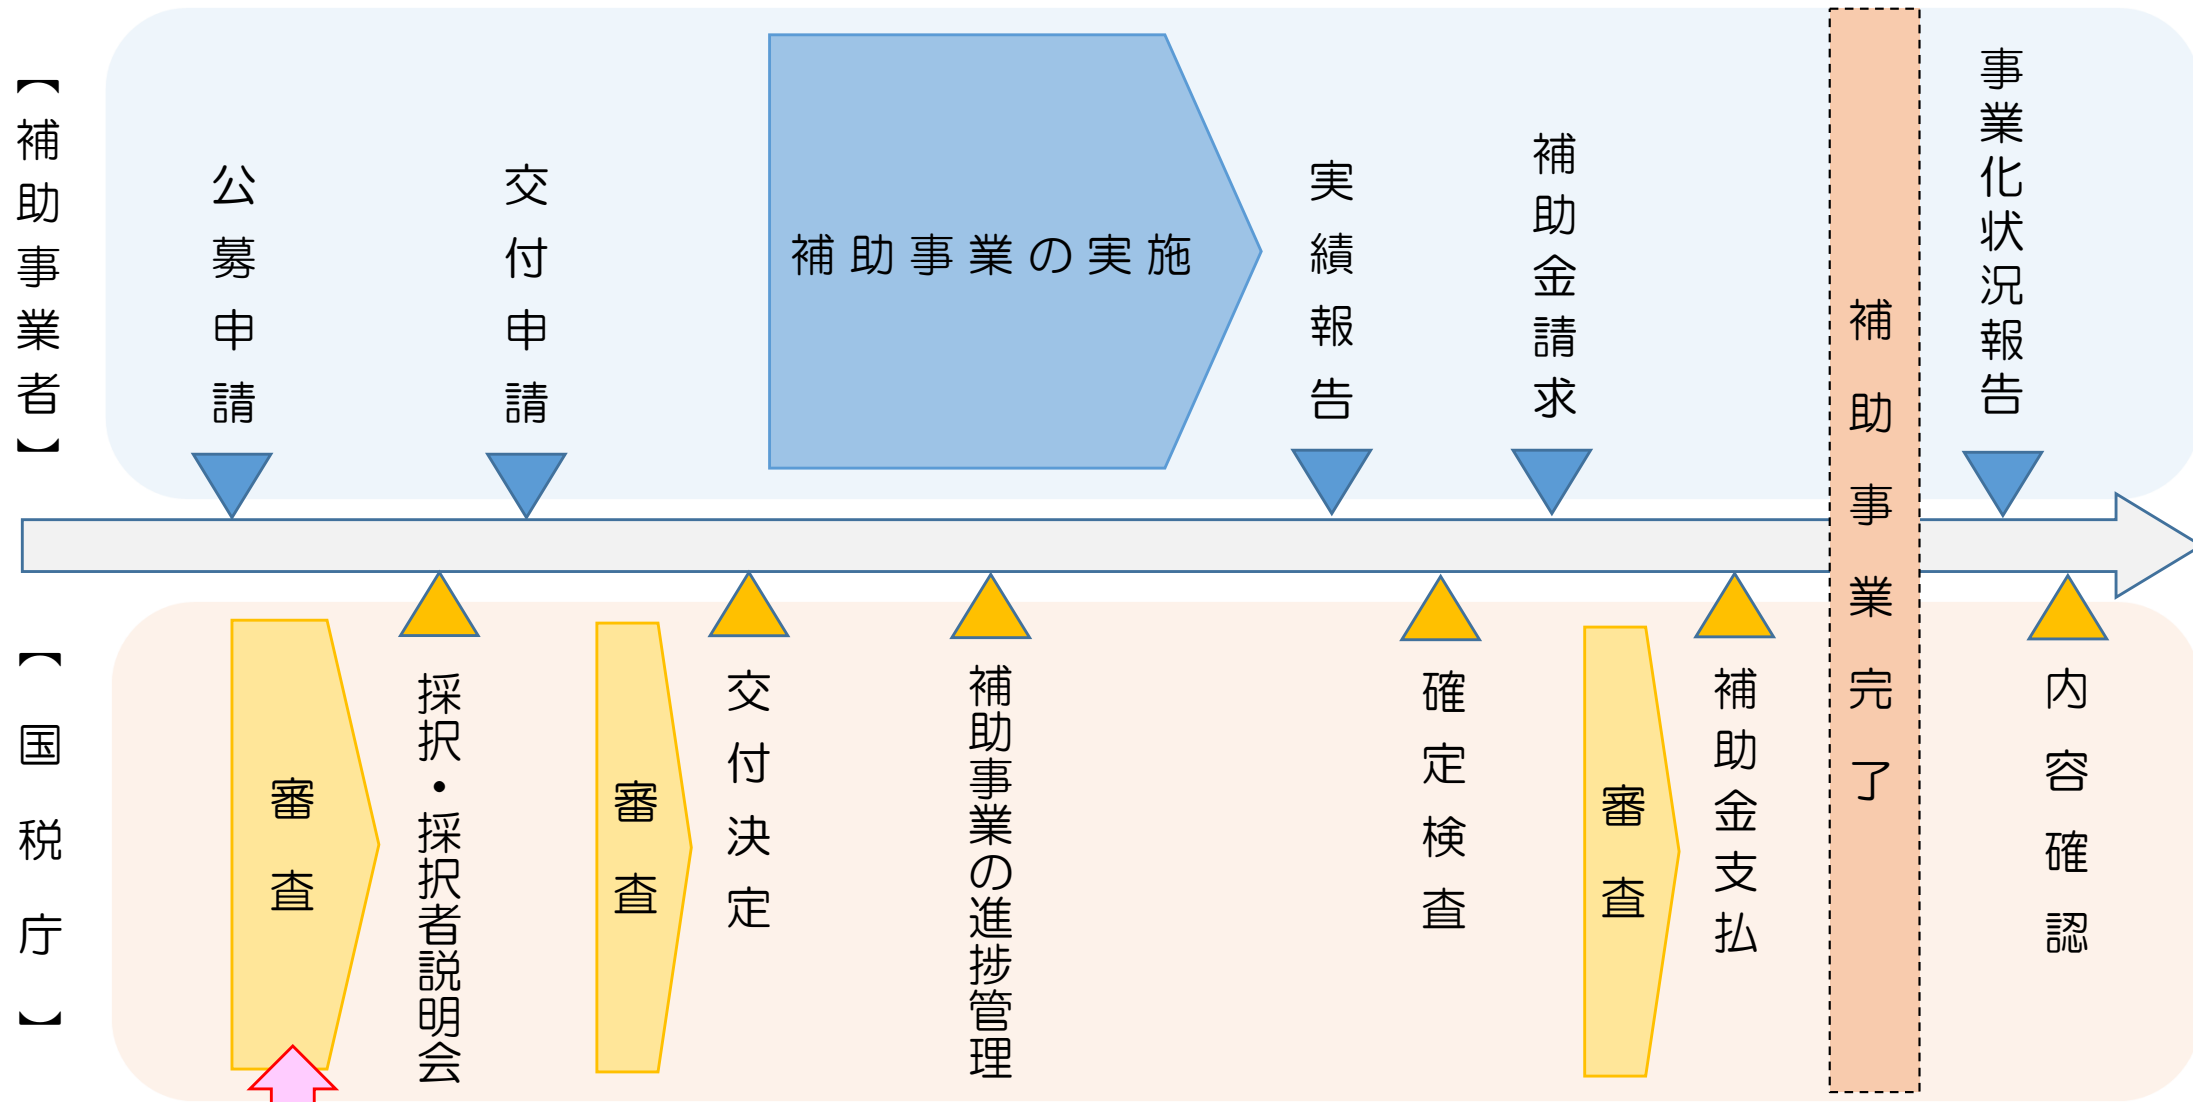 【補助事業者】
公募申請
交付申請
補助事業の実施
実績報告
補助金請求
補助事業完了
事業化状況報告
【国税庁】
審査
採択・採択者説明会
審査
交付決定
補助事業の進捗管理
確定検査
審査
補助金支払
内容確認